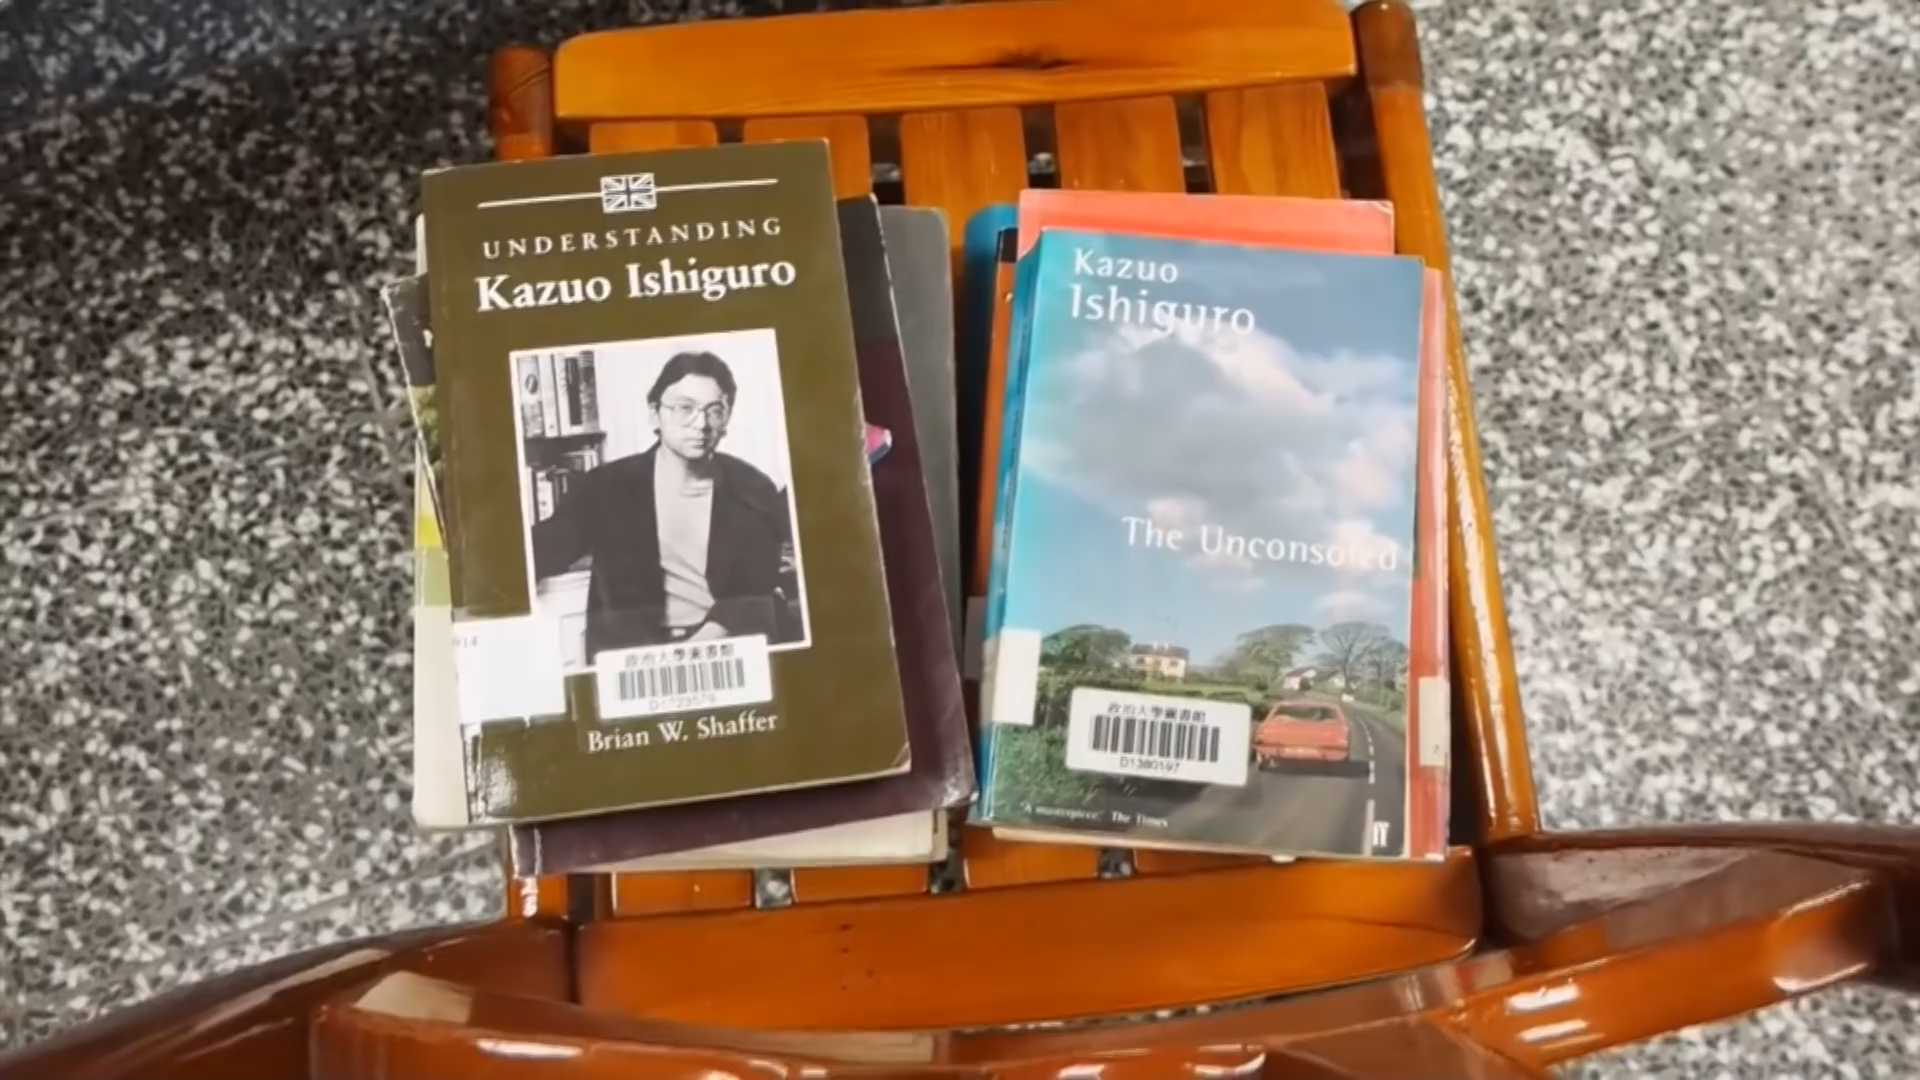 UNDERSTANDING
Kazuo Ishiguro
政治大學圖書館
Brian W. Shaffer
Kazuo
Ishiguro
The Unconsoled
政治大學圖書館
D1380197
'A masterpiece.' The Times